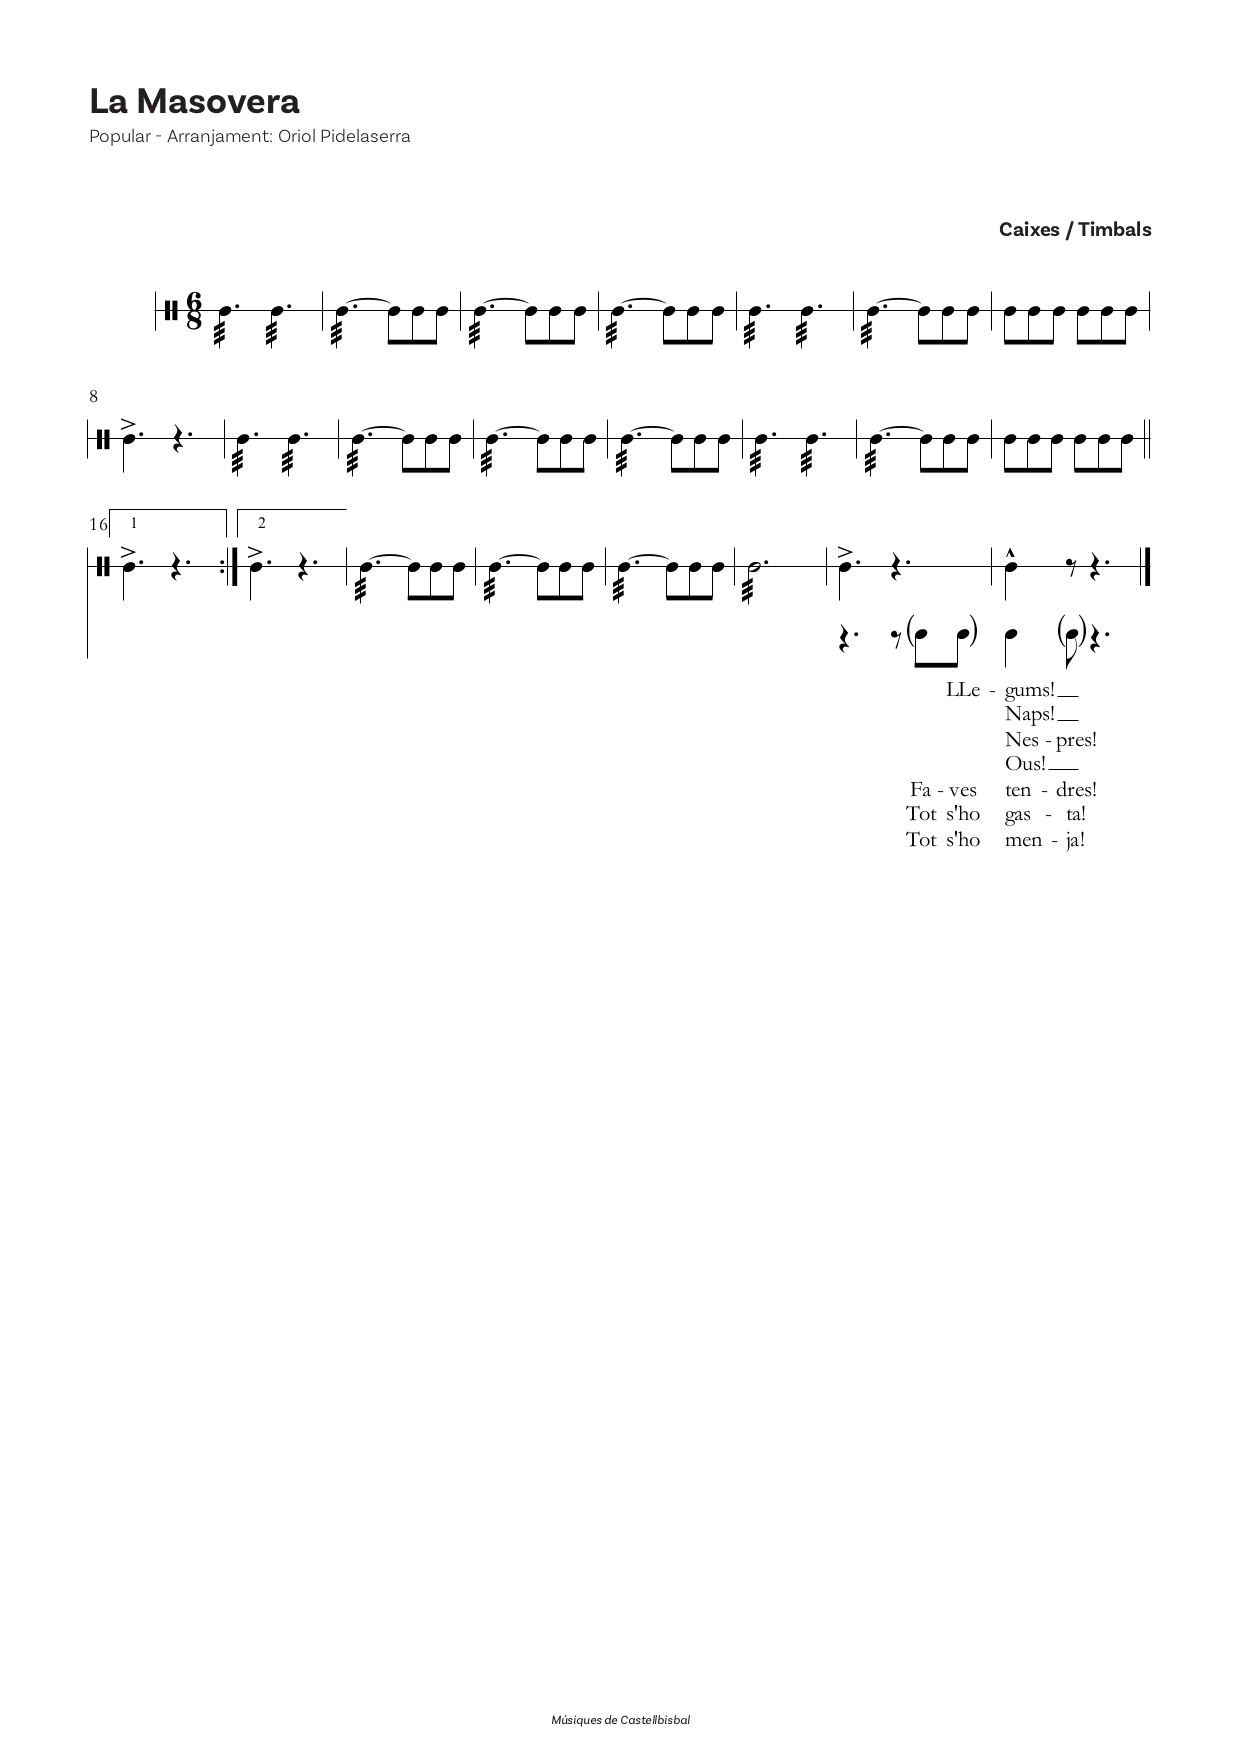 La Masovera
Popular - Arranjament: Oriol Pidelaserra
Caixes / Timbals
6
8
8
16 1 2
LLe - gums!
Naps!
Nes - pres!
Ous!
Fa - ves ten - dres!
Tot s'ho gas - ta!
Tot s'ho men - ja!
Músiques de Castellbisbal